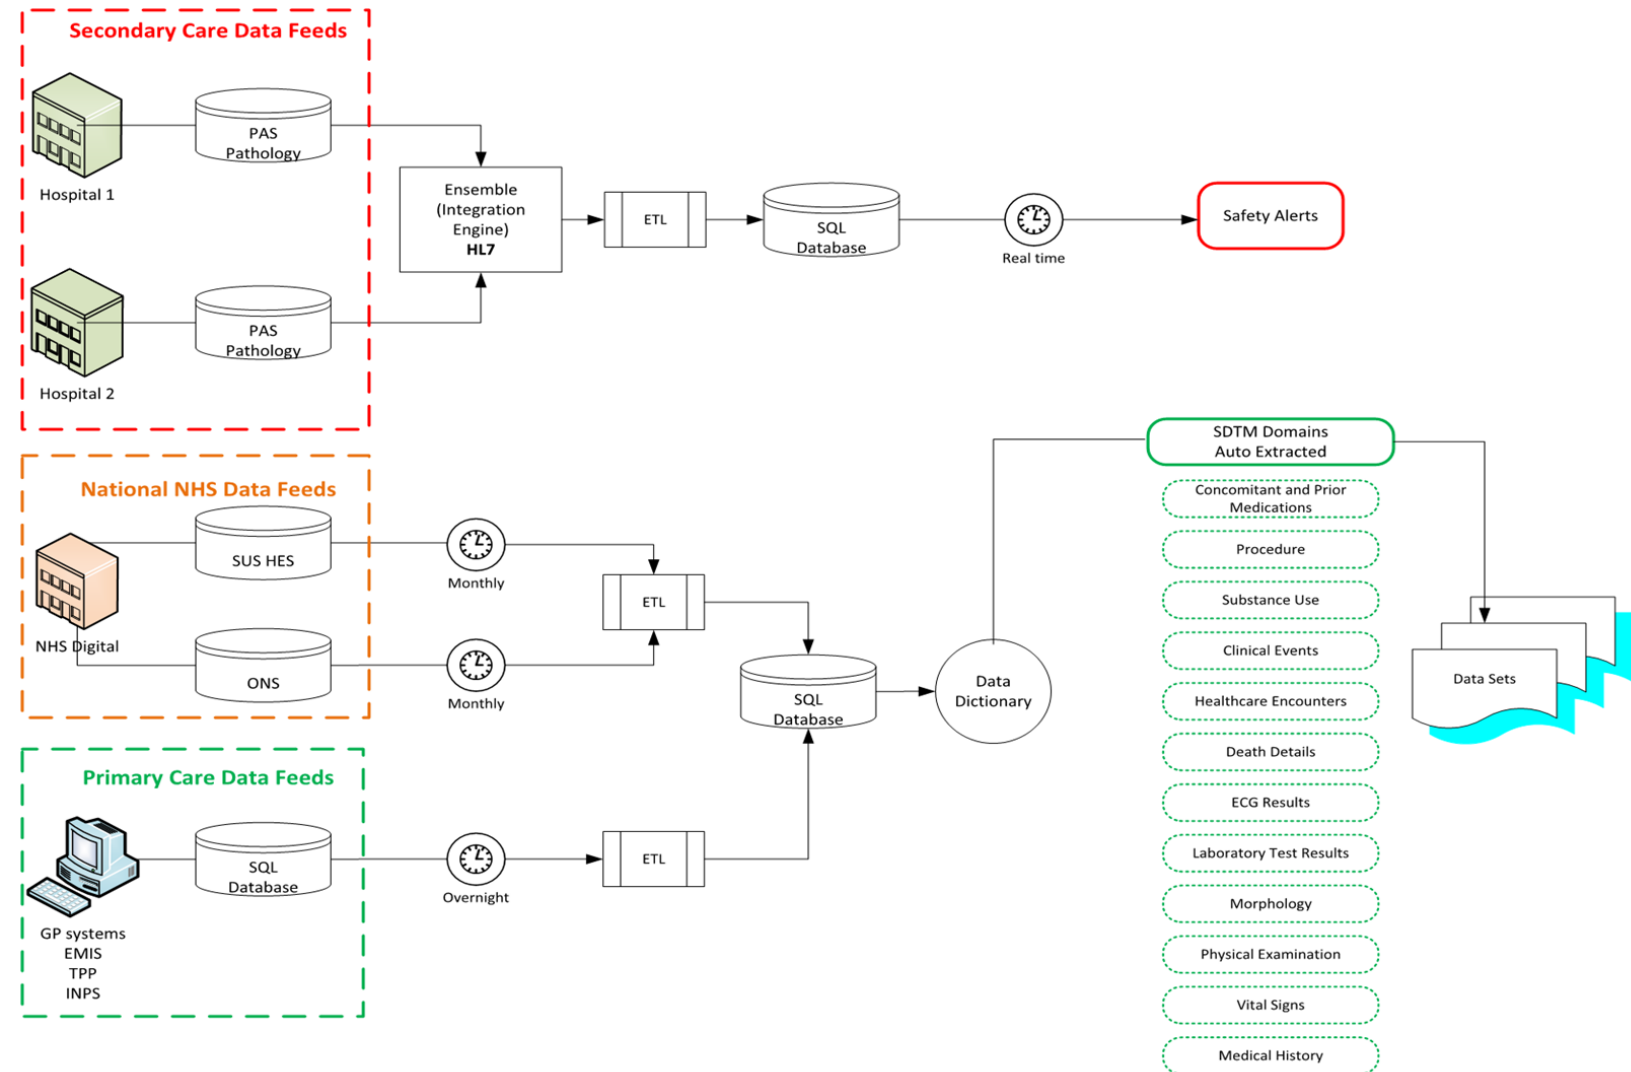 Secondary Care Data Feeds
PAS
Pathology
Hospital 1
Ensemble
(Integration
Engine)
HL7
ETL
SQL
Database
Real time
Safety Alerts
PAS
Pathology
Hospital 2
National NHS Data Feeds
SUS HES
Monthly
NHS Digital
ONS
Monthly
ETL
SQL
Database
Data
Dictionary
Primary Care Data Feeds
SQL
Database
Overnight
ETL
GP systems
EMIS
TPP
INPS
SDTM Domains
Auto Extracted
Concomitant and Prior
Medications
Procedure
Substance Use
Clinical Events
Healthcare Encounters
Death Details
ECG Results
Laboratory Test Results
Morphology
Physical Examination
Vital Signs
Medical History
Data Sets